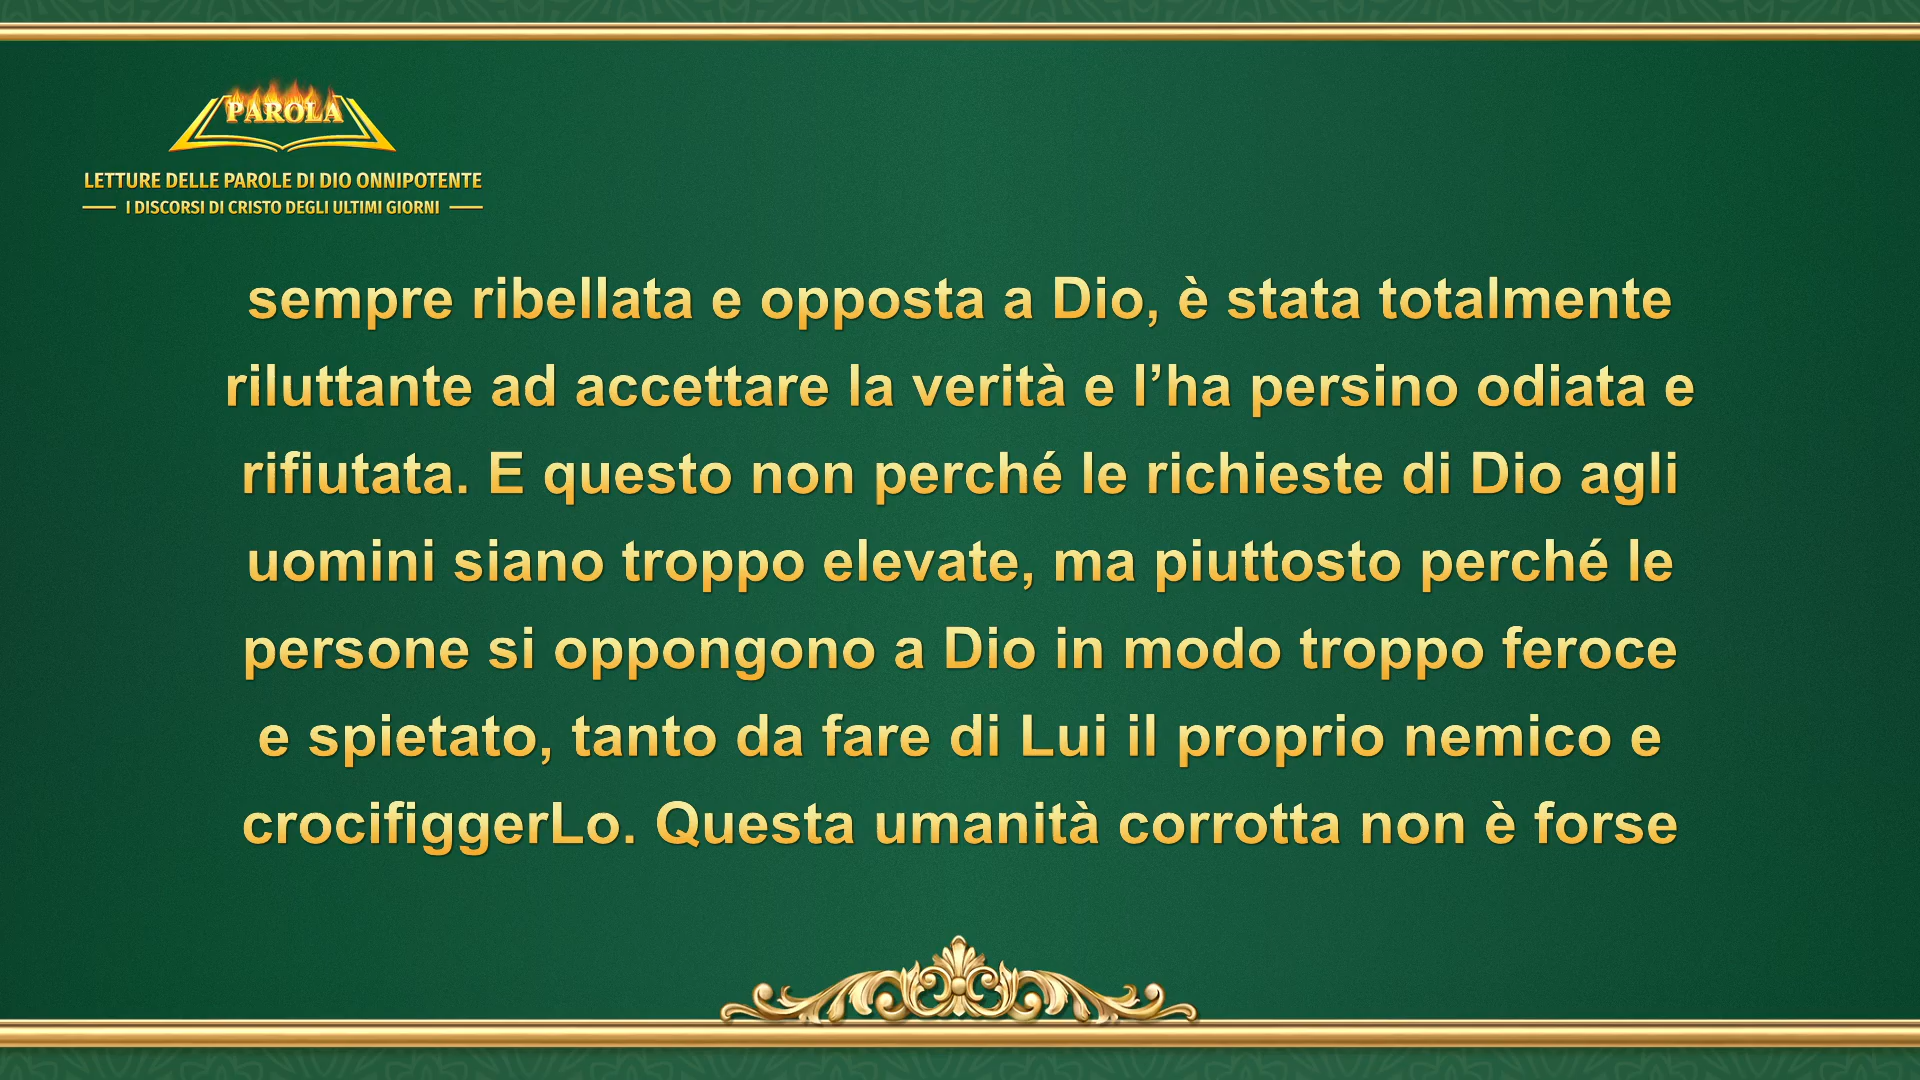 PAROLA
LETTURE DELLE PAROLE DI DIO ONNIPOTENTE
I DISCORSI DI CRISTO DEGLI ULTIMI GIORNI
sempre ribellata e opposta a Dio, è stata totalmente
riluttante ad accettare la verità e l’ha persino odiata e
rifiutata. E questo non perché le richieste di Dio agli
uomini siano troppo elevate, ma piuttosto perché le
persone si oppongono a Dio in modo troppo feroce
e spietato, tanto da fare di Lui il proprio nemico e
crocifiggerLo. Questa umanità corrotta non è forse